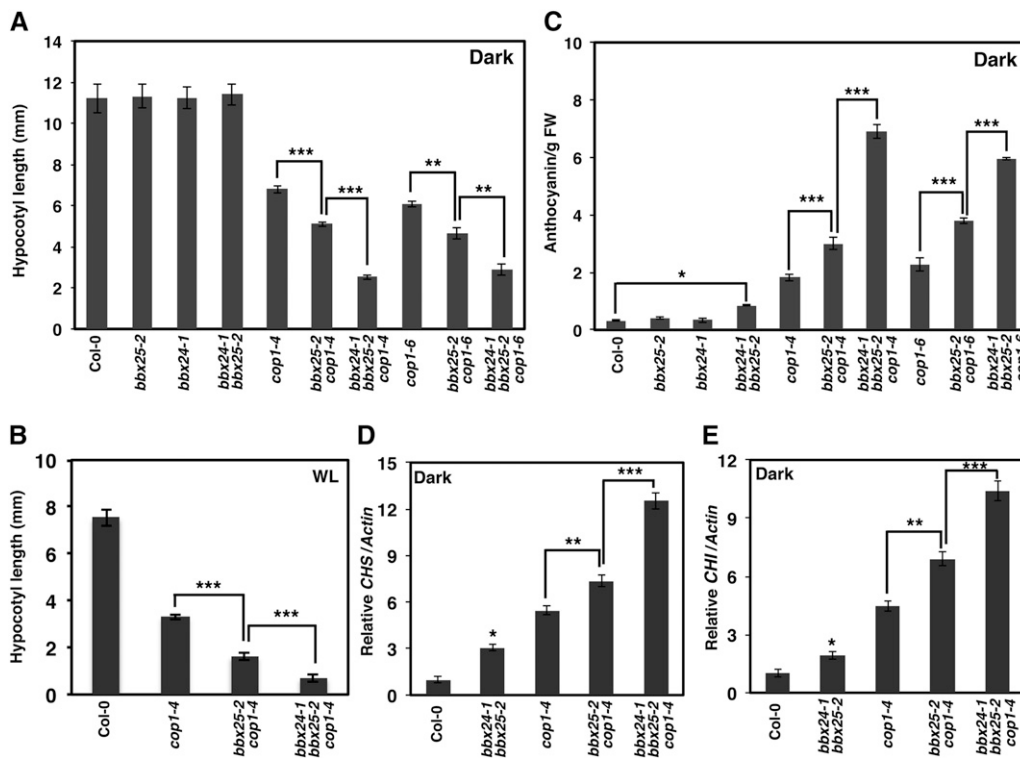 A
Dark
Hypocotyl length (mm)
14
12
10
8
6
4
2
0
***
***
**
**
Col-0
bbx25-2
bbx24-1
bbx24-1
bbx25-2
cop1-4
bbx25-2
cop1-4
bbx24-1
bbx25-2
cop1-4
cop1-6
bbx25-2
cop1-6
bbx24-1
bbx25-2
cop1-6
C
Dark
Anthocyanin/g FW
10
8
6
4
2
0
*
***
***
***
***
Col-0
bbx25-2
bbx24-1
bbx24-1
bbx25-2
cop1-4
bbx25-2
cop1-4
bbx24-1
bbx25-2
cop1-4
cop1-6
bbx25-2
cop1-6
bbx24-1
bbx25-2
cop1-6
B
WL
Hypocotyl length (mm)
10
8
6
4
2
0
***
***
Col-0
cop1-4
bbx25-2
cop1-4
bbx24-1
bbx25-2
cop1-4
D
Dark
Relative CHS/Actin
15
12
9
6
3
0
*
**
***
Col-0
bbx24-1
bbx25-2
cop1-4
bbx25-2
cop1-4
bbx24-1
bbx25-2
cop1-4
E
Dark
Relative CHI/Actin
12
9
6
3
0
*
**
***
Col-0
bbx24-1
bbx25-2
cop1-4
bbx25-2
cop1-4
bbx24-1
bbx25-2
cop1-4